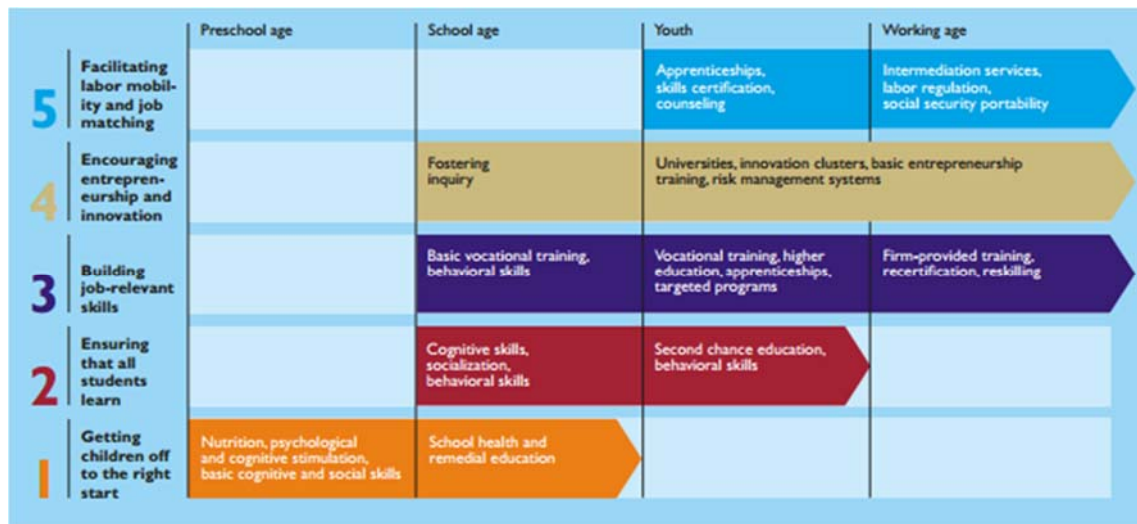 Preschool age
School age
Youth
Working age
5
Facilitating
labor mobil-
ity and job
matching
Apprenticeships,
skills certification,
counseling
Intermediation services,
labor regulation,
social security portability
4
Encouraging
entrepren-
eurship and
innovation
Fostering
inquiry
Universities, innovation clusters, basic entrepreneurship
training, risk management systems
3
Building
job-relevant
skills
Basic vocational training,
behavioral skills
Vocational training, higher
education, apprenticeships,
targeted programs
Firm-provided training,
recertification, reskilling
2
Ensuring
that all
students
learn
Cognitive skills,
socialization,
behavioral skills
Second chance education,
behavioral skills
1
Getting
children off
to the right
start
Nutrition, psychological
and cognitive stimulation,
basic cognitive and social skills
School health and
remedial education